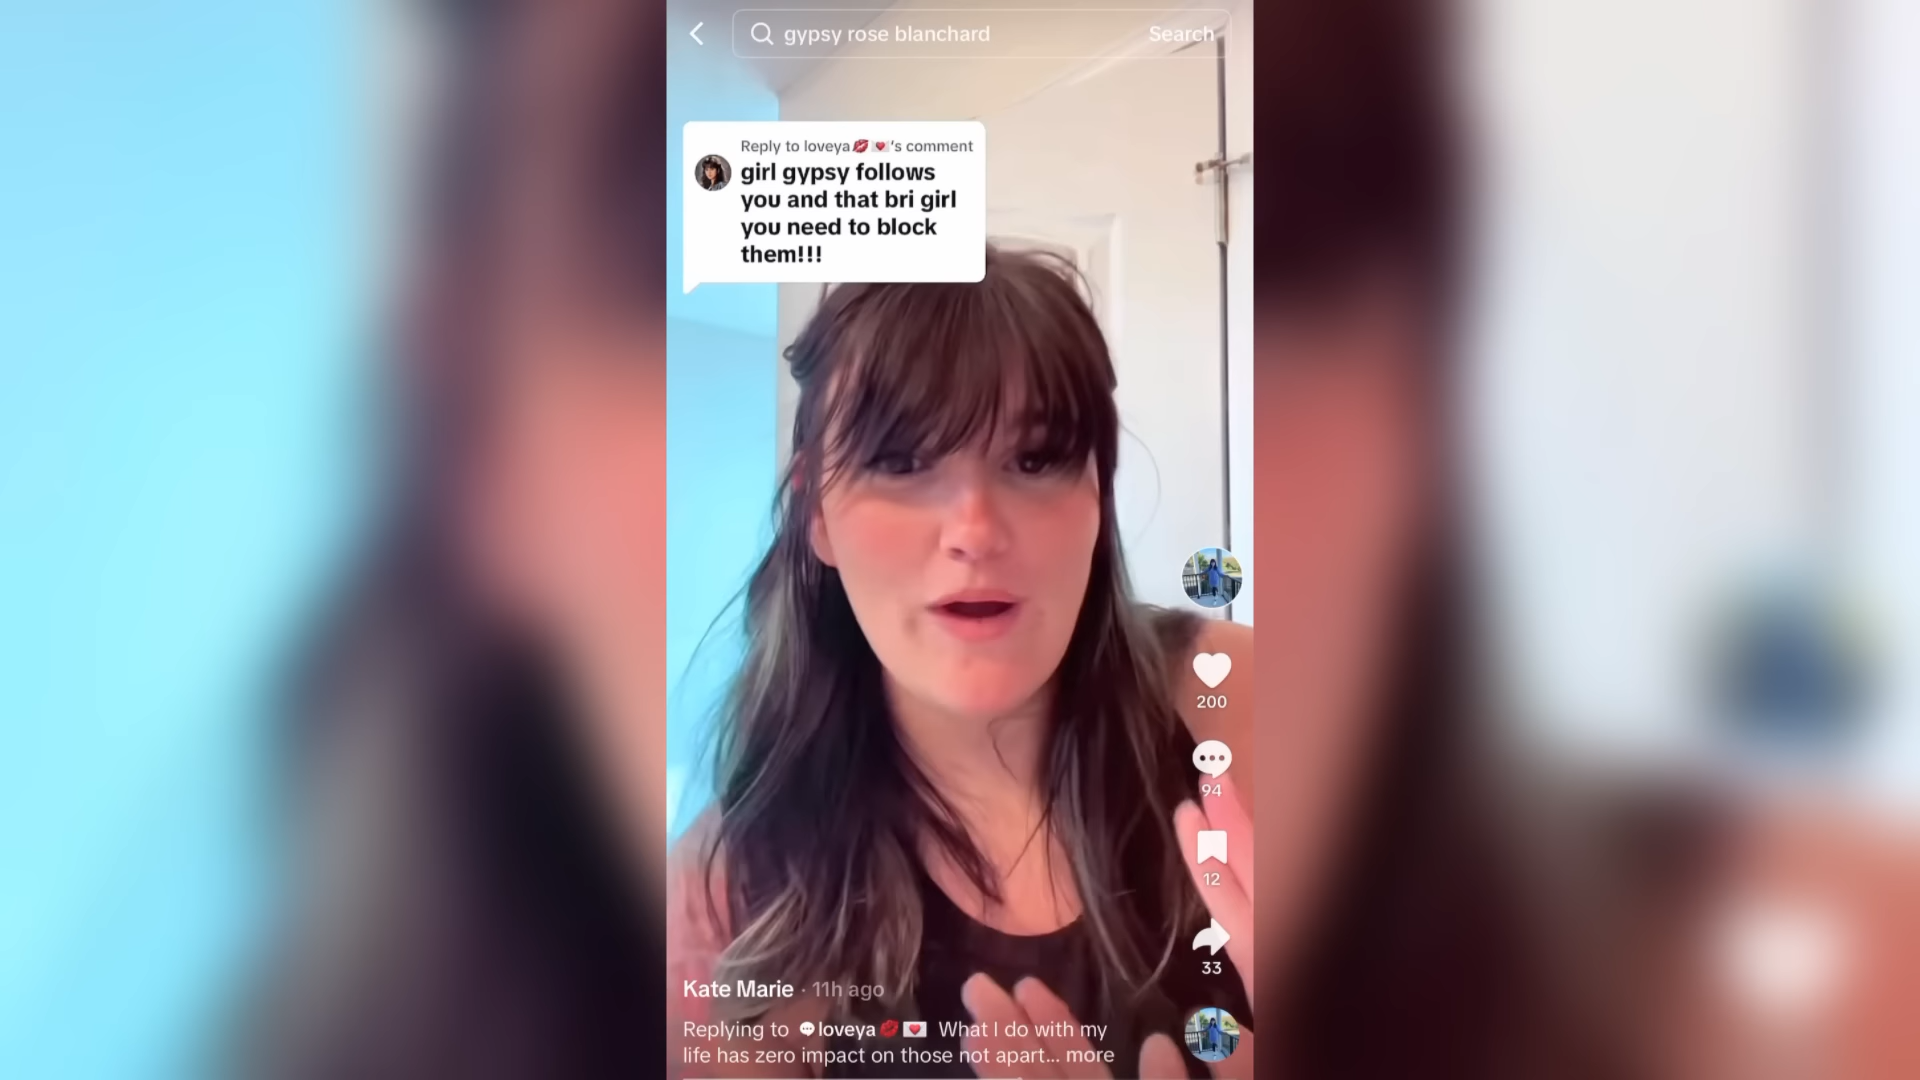 gypsy rose blanchard
Search
Reply to loveya💋💌's comment
girl gypsy follows
you and that bri girl
you need to block
them!!!
200
94
12
33
Kate Marie · 11h ago
Replying to 💬loveya💋💌 What I do with my
life has zero impact on those not apart... more